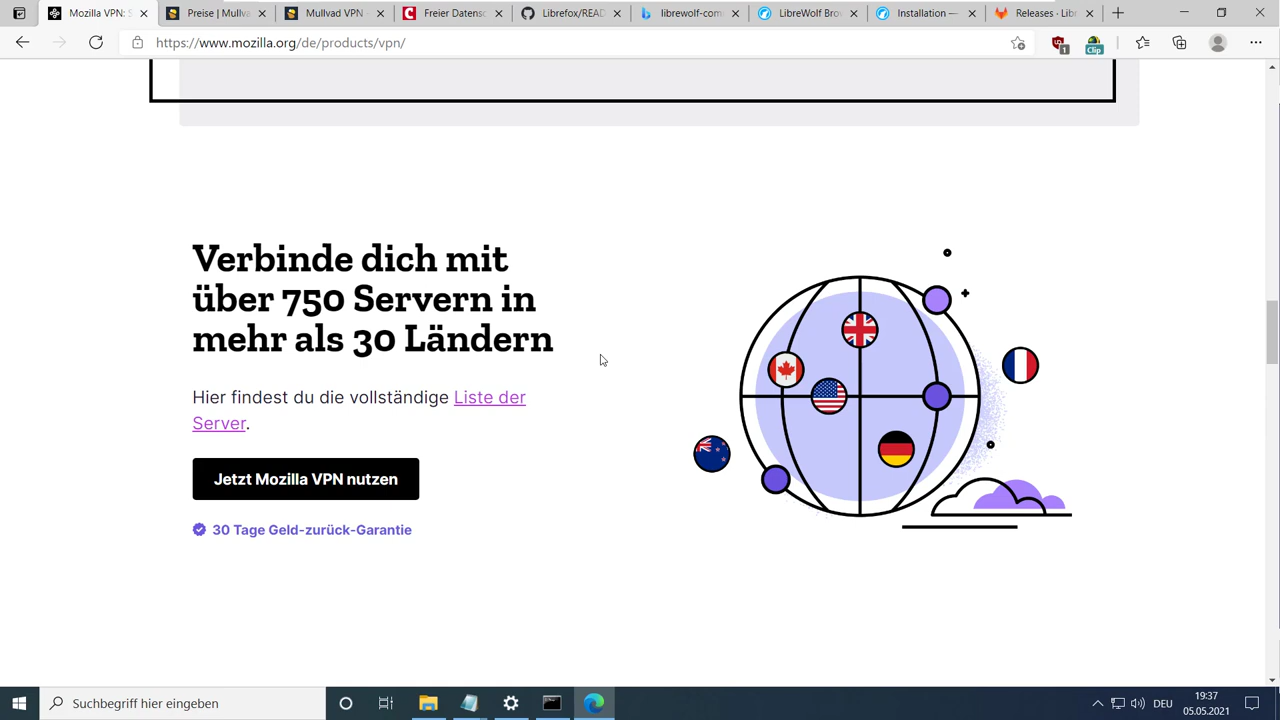 Mozilla VPN: S
Preise | Mullva
Mullvad VPN
Freier Datensc
Librefox/READ
librewolf-com
LibreWolf Bro
Installation —
Releases · Lib
https://www.mozilla.org/de/products/vpn/
1
Clip
Verbinde dich mit
über 750 Servern in
mehr als 30 Ländern
Hier findest du die vollständige Liste der
Server.
Jetzt Mozilla VPN nutzen
30 Tage Geld-zurück-Garantie
Suchbegriff hier eingeben
DEU
19:37
05.05.2021